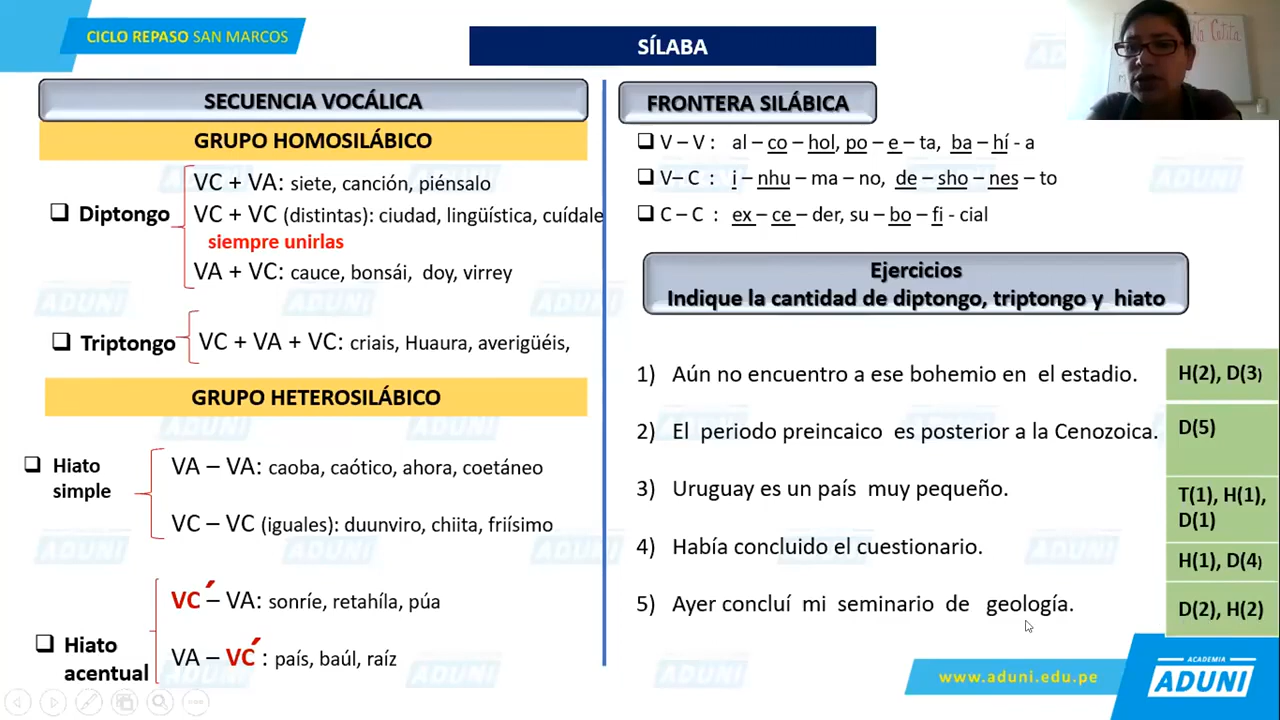 CICLO REPASO SAN MARCOS
SÍLABA
SECUENCIA VOCÁLICA
GRUPO HOMOSILÁBICO
VC + VA: siete, canción, piénsalo
❑ Diptongo
VC + VC (distintas): ciudad, lingüística, cuídale
siempre unirlas
VA + VC: cauce, bonsái, doy, virrey
❑ Triptongo
VC + VA + VC: criais, Huaura, averigüéis,
GRUPO HETEROSILÁBICO
❑ Hiato
simple
VA – VA: caoba, caótico, ahora, coetáneo
VC – VC (iguales): duunviro, chiita, friísimo
❑ Hiato
acentual
VC´– VA: sonríe, retahíla, púa
VA – VC´ : país, baúl, raíz
FRONTERA SILÁBICA
❑ V – V : al – co – hol, po – e – ta, ba – hí - a
❑ V– C : i – nhu – ma – no, de – sho – nes – to
❑ C – C : ex – ce – der, su – bo – fi - cial
Ejercicios
Indique la cantidad de diptongo, triptongo y hiato
1) Aún no encuentro a ese bohemio en el estadio.
H(2), D(3)
2) El periodo preincaico es posterior a la Cenozoica.
D(5)
3) Uruguay es un país muy pequeño.
T(1), H(1),
D(1)
4) Había concluido el cuestionario.
H(1), D(4)
5) Ayer concluí mi seminario de geología.
D(2), H(2)
www.aduni.edu.pe
ACADEMIA
ADUNI